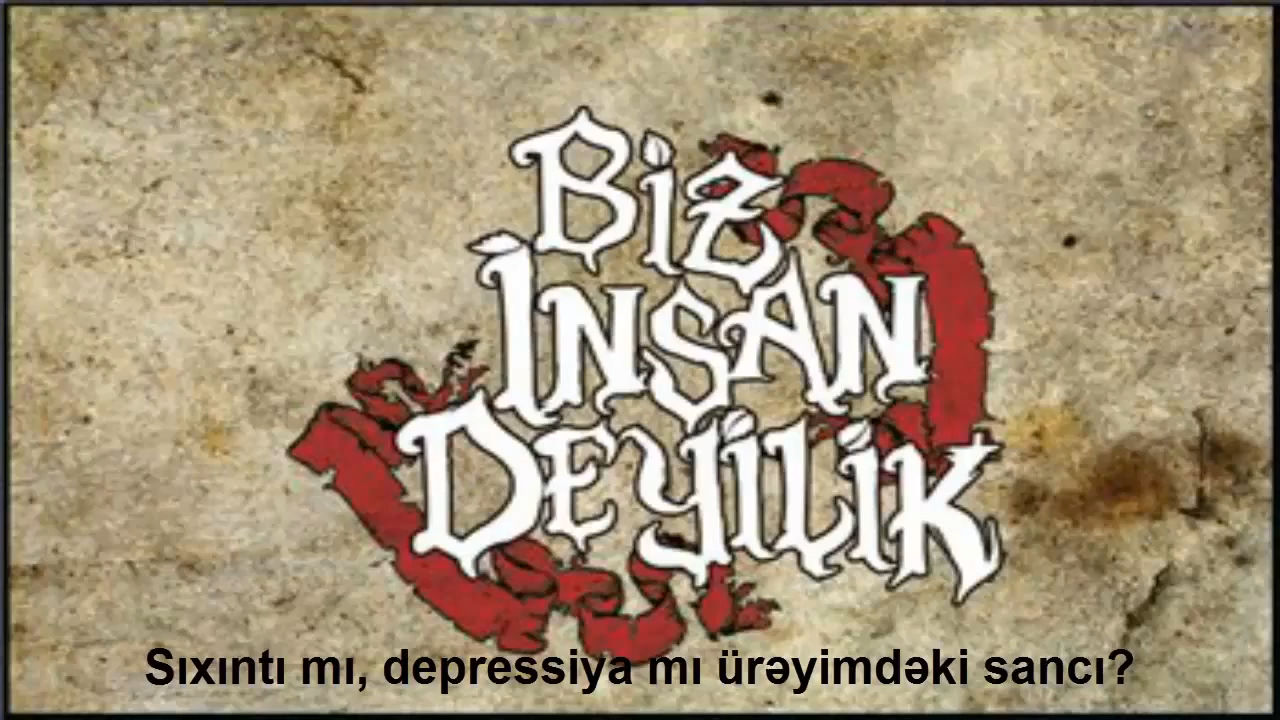 Biz
İnsan
Deyilik
Sıxıntı mı, depressiya mı ürəyimdəki sancı?